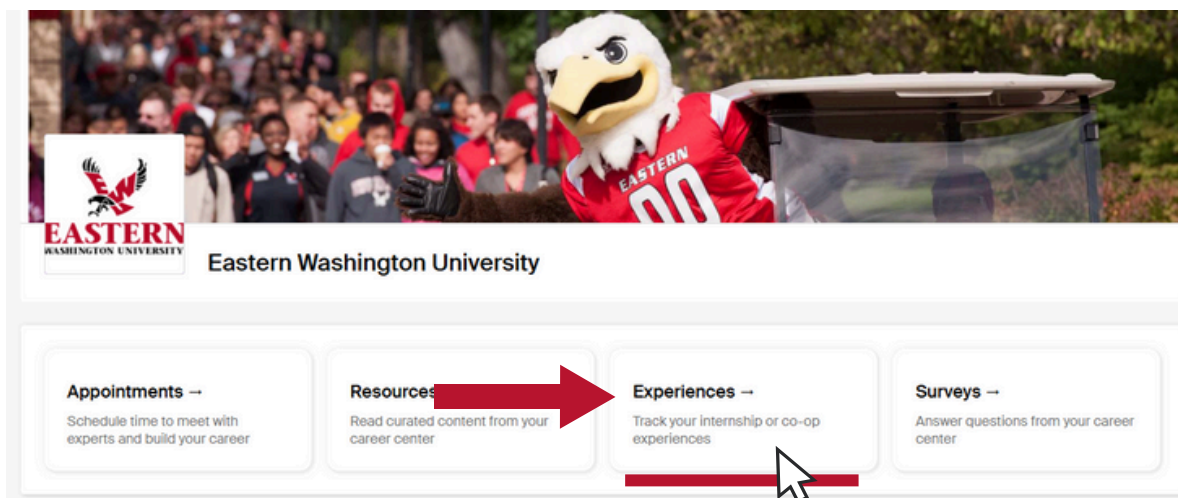 EASTERN
00
EWU
EASTERN
WASHINGTON UNIVERSITY
Eastern Washington University
Appointments →
Schedule time to meet with
experts and build your career
Resources
Read curated content from your
career center
Experiences →
Track your internship or co-op
experiences
Surveys →
Answer questions from your career
center